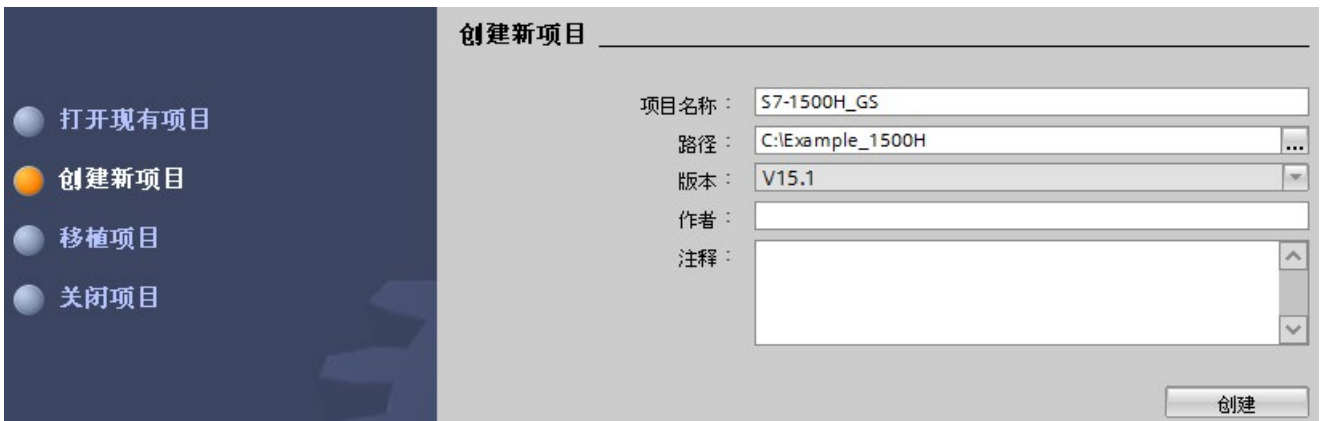 打开现有项目
创建新项目
移植项目
关闭项目
创建新项目
项目名称：
S7-1500H_GS
路径：
C:\Example_1500H
...
版本：
V15.1
作者：
注释：
创建